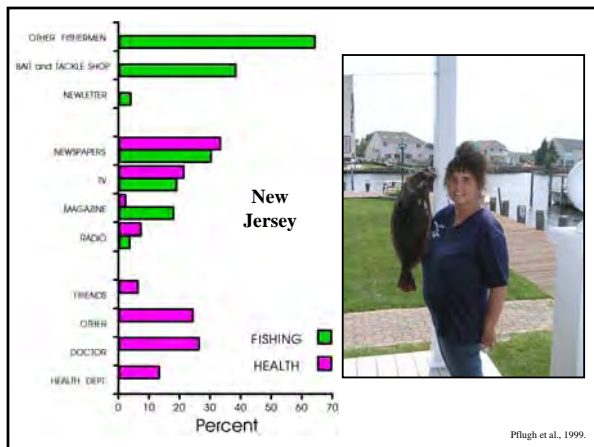 OTHER FISHERMEN
BAIT and TACKLE SHOP
NEWLETTER
NEWSPAPERS
TV
MAGAZINE
RADIO
FRIENDS
OTHER
DOCTOR
HEALTH DEPT.
New
Jersey
FISHING
HEALTH
0 10 20 30 40 50 60 70
Percent
Pflugh et al., 1999.